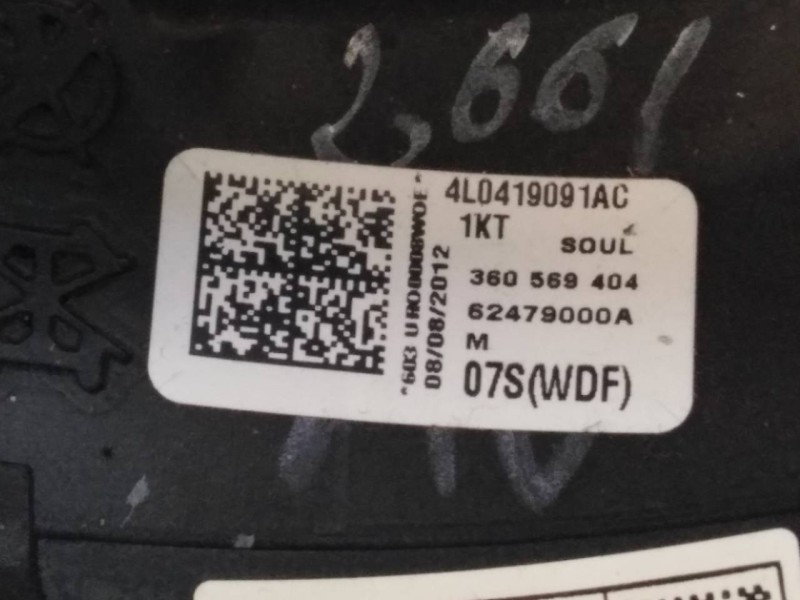 2,661
4L0419091AC
1KT
SOUL
360 569 404
62479000A
M
07S(WDF)
08/08/2012